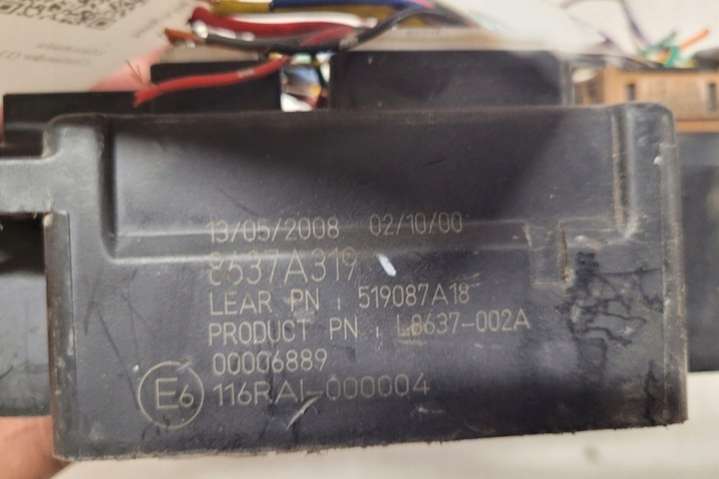 13/05/2008 02/10/00
8637A319
LEAR PN : 519087A18
PRODUCT PN : L8637-002A
00006889
E6 116RAI-000004